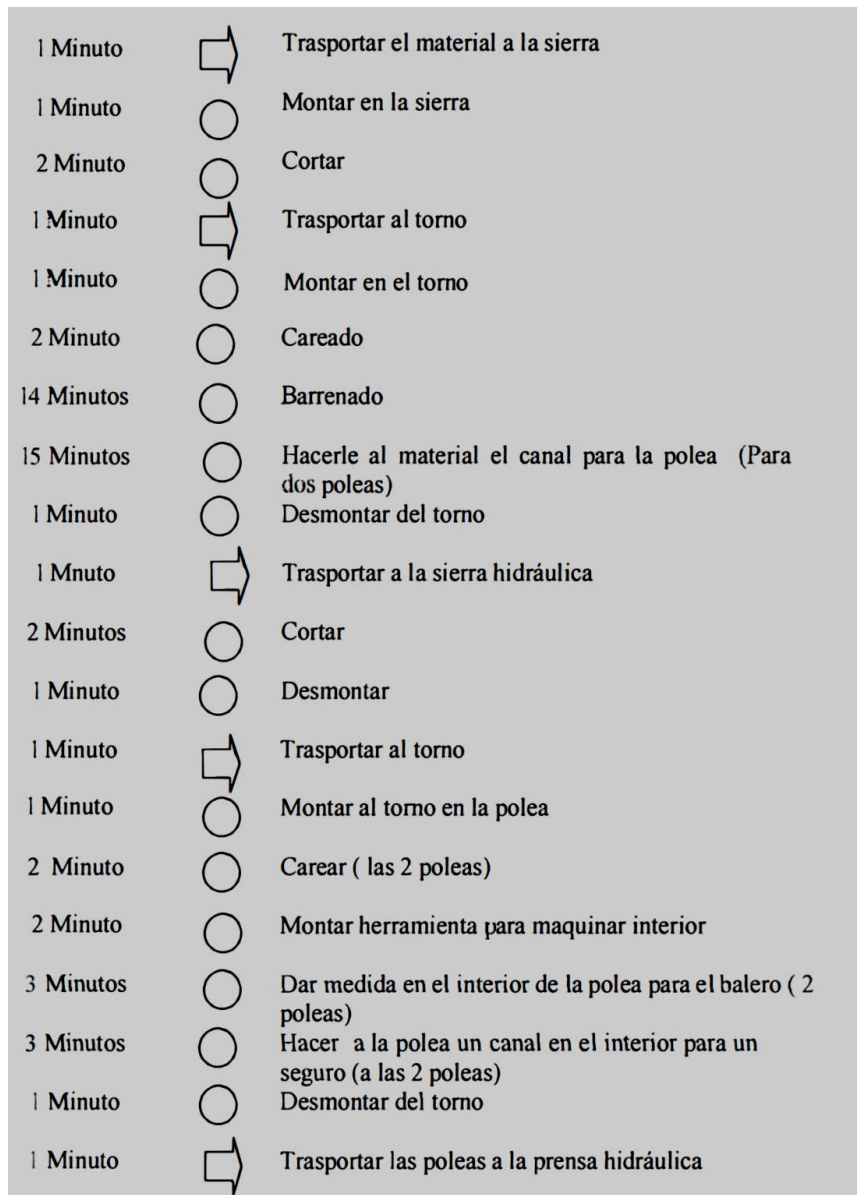 1 Minuto Trasportar el material a la sierra
1 Minuto Montar en la sierra
2 Minuto Cortar
1 Minuto Trasportar al torno
1 Minuto Montar en el torno
2 Minuto Careado
14 Minutos Barrenado
15 Minutos Hacerle al material el canal para la polea (Para
dos poleas)
1 Minuto Desmontar del torno
1 Mnuto Trasportar a la sierra hidráulica
2 Minutos Cortar
1 Minuto Desmontar
1 Minuto Trasportar al torno
1 Minuto Montar al torno en la polea
2 Minuto Carear ( las 2 poleas)
2 Minuto Montar herramienta para maquinar interior
3 Minutos Dar medida en el interior de la polea para el balero ( 2
poleas)
3 Minutos Hacer a la polea un canal en el interior para un
seguro (a las 2 poleas)
1 Minuto Desmontar del torno
1 Minuto Trasportar las poleas a la prensa hidráulica